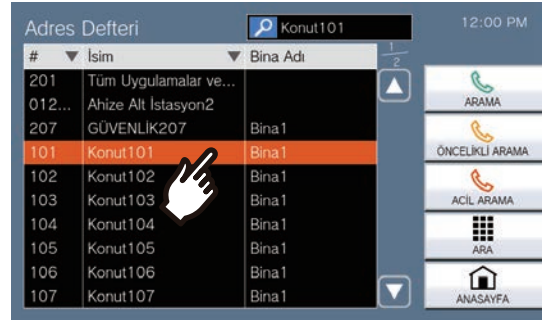 Adres Defteri
Konut101
12:00 PM
# İsim Bina Adı
1/2
201 Tüm Uygulamalar ve...
012... Ahize Alt İstasyon2
207 GÜVENLİK207 Bina1
101 Konut101 Bina1
102 Konut102 Bina1
103 Konut103 Bina1
104 Konut104 Bina1
105 Konut105 Bina1
106 Konut106 Bina1
107 Konut107 Bina1
ARAMA
ÖNCELİKLİ ARAMA
ACİL ARAMA
ARA
ANASAYFA